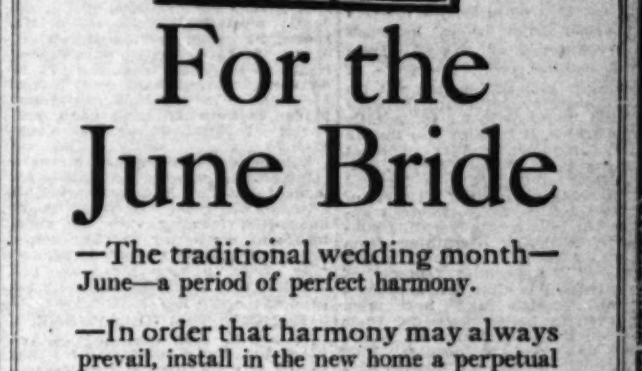 For the
June Bride
—The traditional wedding month—
June—a period of perfect harmony.
—In order that harmony may always
prevail, install in the new home a perpetual